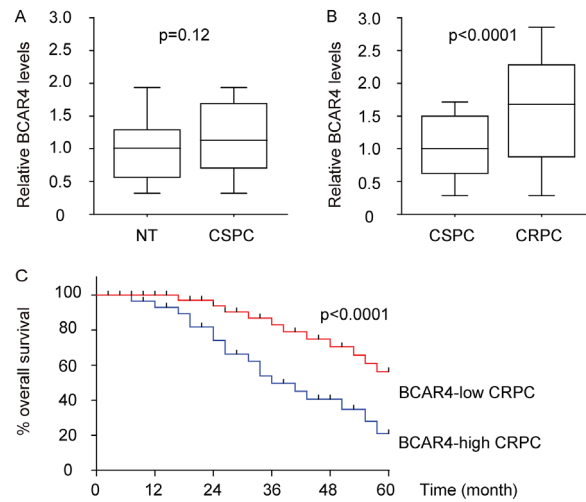 A
p=0.12
Relative BCAR4 levels
3.0
2.5
2.0
1.5
1.0
0.5
0
NT CSPC
B
p<0.0001
Relative BCAR4 levels
3.0
2.5
2.0
1.5
1.0
0.5
0
CSPC CRPC
C
% overall survival
100
80
60
40
20
0
p<0.0001
BCAR4-low CRPC
BCAR4-high CRPC
0 12 24 36 48 60 Time (month)